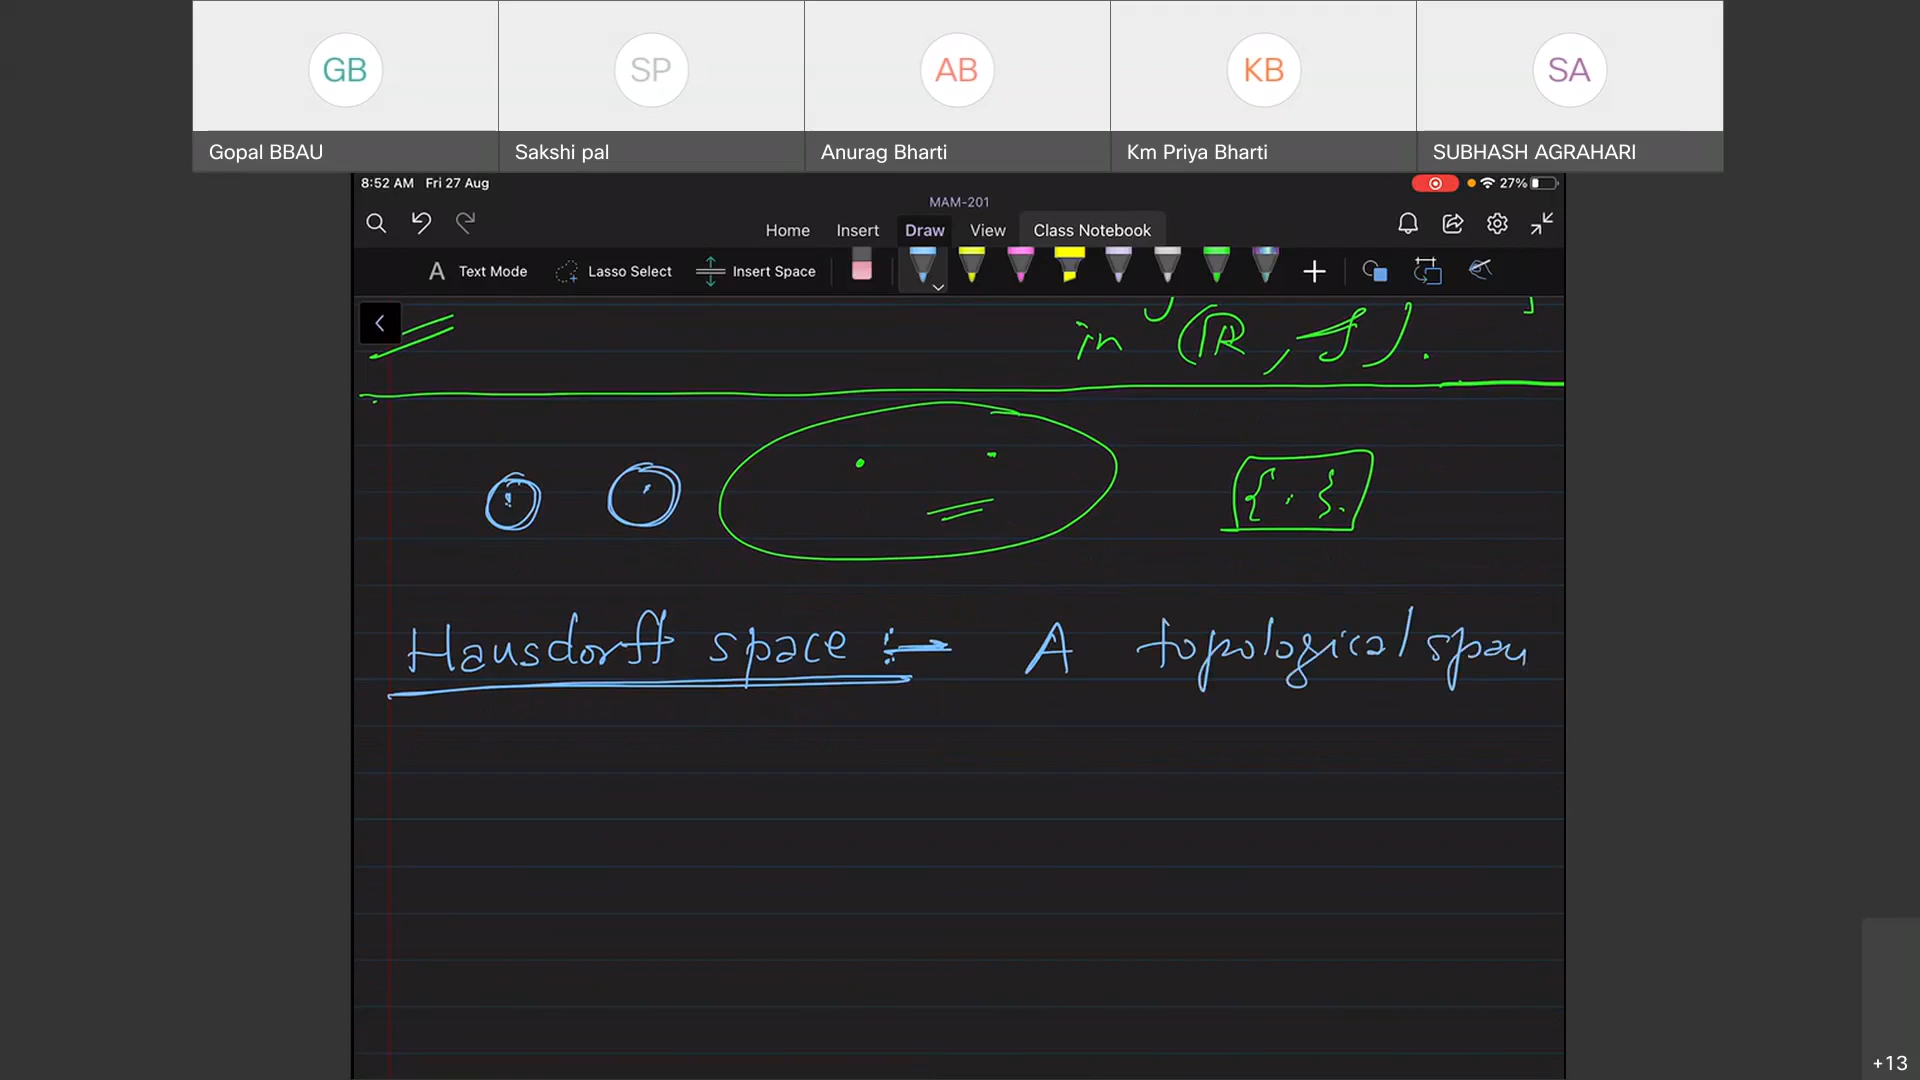 GB SP AB KB SA
Gopal BBAU Sakshi pal Anurag Bharti Km Priya Bharti SUBHASH AGRAHARI
8:52 AM Fri 27 Aug 27%
MAM-201
Home Insert Draw View Class Notebook
A Text Mode Lasso Select Insert Space
in (ℝ, 𝒥).
{ . }.
Hausdorff space :→ A topological spau
+13